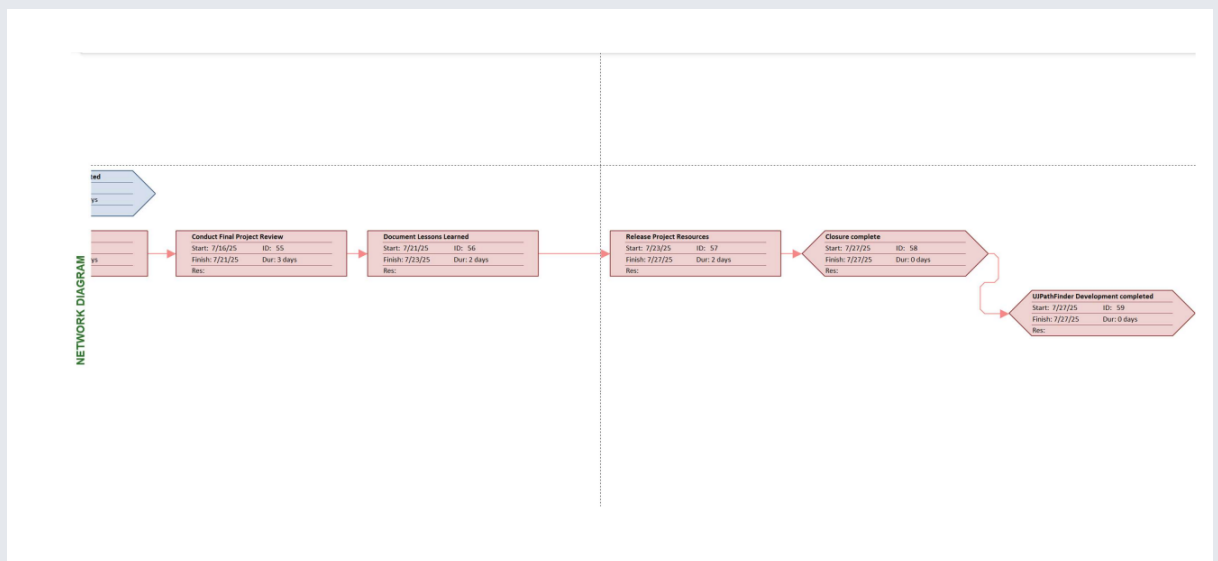 NETWORK DIAGRAM
ted
ys
ys
Conduct Final Project Review
Start: 7/16/25 ID: 55
Finish: 7/21/25 Dur: 3 days
Res:
Document Lessons Learned
Start: 7/21/25 ID: 56
Finish: 7/23/25 Dur: 2 days
Res:
Release Project Resources
Start: 7/23/25 ID: 57
Finish: 7/27/25 Dur: 2 days
Res:
Closure complete
Start: 7/27/25 ID: 58
Finish: 7/27/25 Dur: 0 days
Res:
UJPathFinder Development completed
Start: 7/27/25 ID: 59
Finish: 7/27/25 Dur: 0 days
Res: